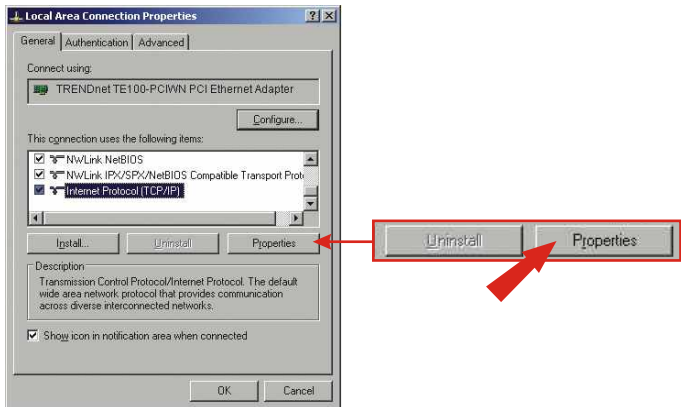 Local Area Connection Properties
General Authentication Advanced
Connect using:
TRENDnet TE100-PCIWN PCI Ethernet Adapter
Configure...
This connection uses the following items:
NWLink NetBIOS
NWLink IPX/SPX/NetBIOS Compatible Transport Proto
Internet Protocol (TCP/IP)
Install... Uninstall Properties
Uninstall Properties
Description
Transmission Control Protocol/Internet Protocol. The default
wide area network protocol that provides communication
across diverse interconnected networks.
Show icon in notification area when connected
OK Cancel